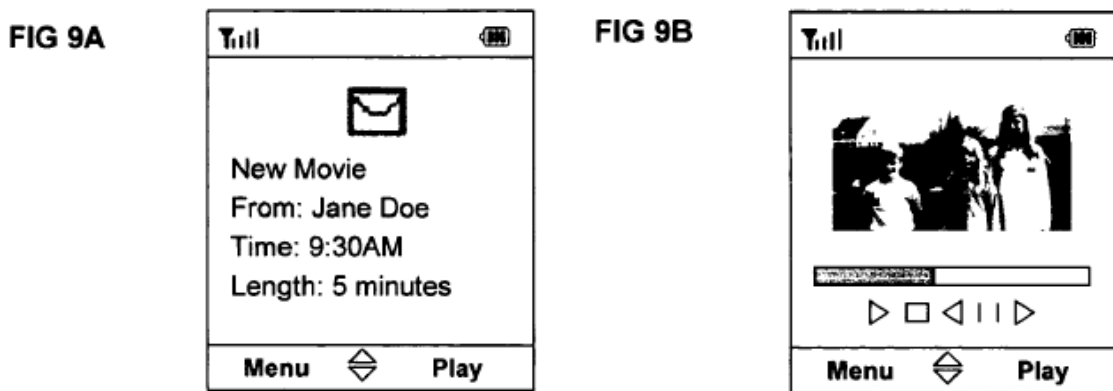 FIG 9A
New Movie
From: Jane Doe
Time: 9:30AM
Length: 5 minutes
Menu Play
FIG 9B
Menu Play